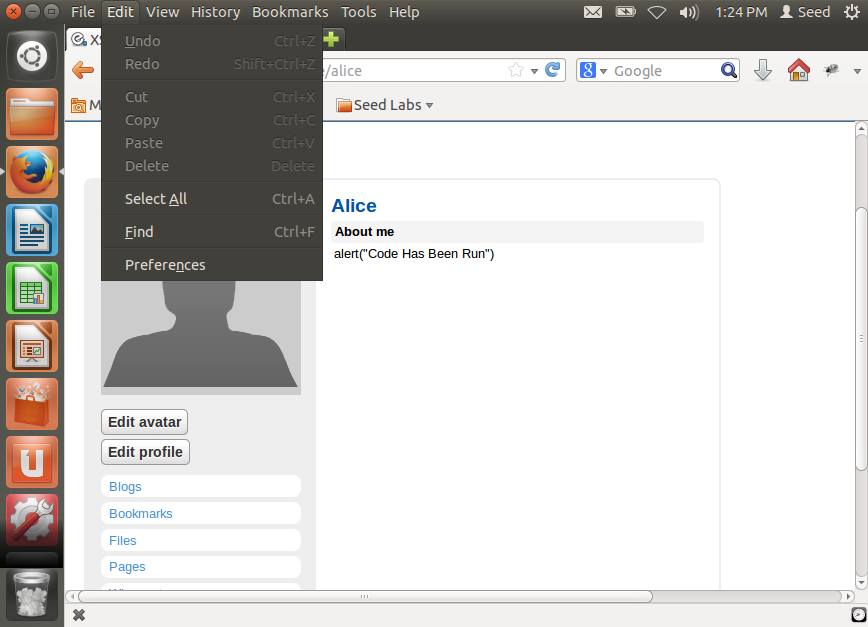 File Edit View History Bookmarks Tools Help 1:24 PM Seed
XS
Undo Ctrl+Z
Redo Shift+Ctrl+Z
/alice Google
Cut Ctrl+X
M Seed Labs
Copy Ctrl+C
Paste Ctrl+V
Delete Delete
Select All Ctrl+A
Find Ctrl+F
Preferences
Alice
About me
alert("Code Has Been Run")
Edit avatar
Edit profile
Blogs
Bookmarks
Files
Pages